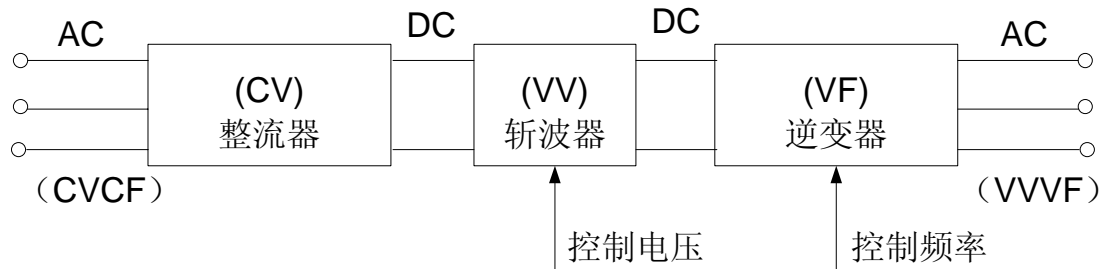 AC
DC
DC
AC
(CV)
整流器
(VV)
斩波器
(VF)
逆变器
（CVCF）
（VVVF）
控制电压
控制频率